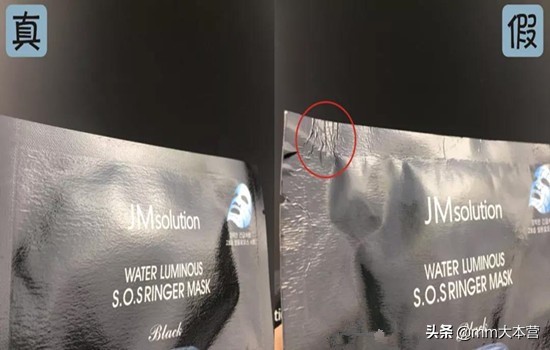 真
假
JMsolution
WATER LUMINOUS
S.O.S RINGER MASK
Black
JMsolution
WATER LUMINOUS
S.O.S RINGER MASK
Black
头条 @mm大本营